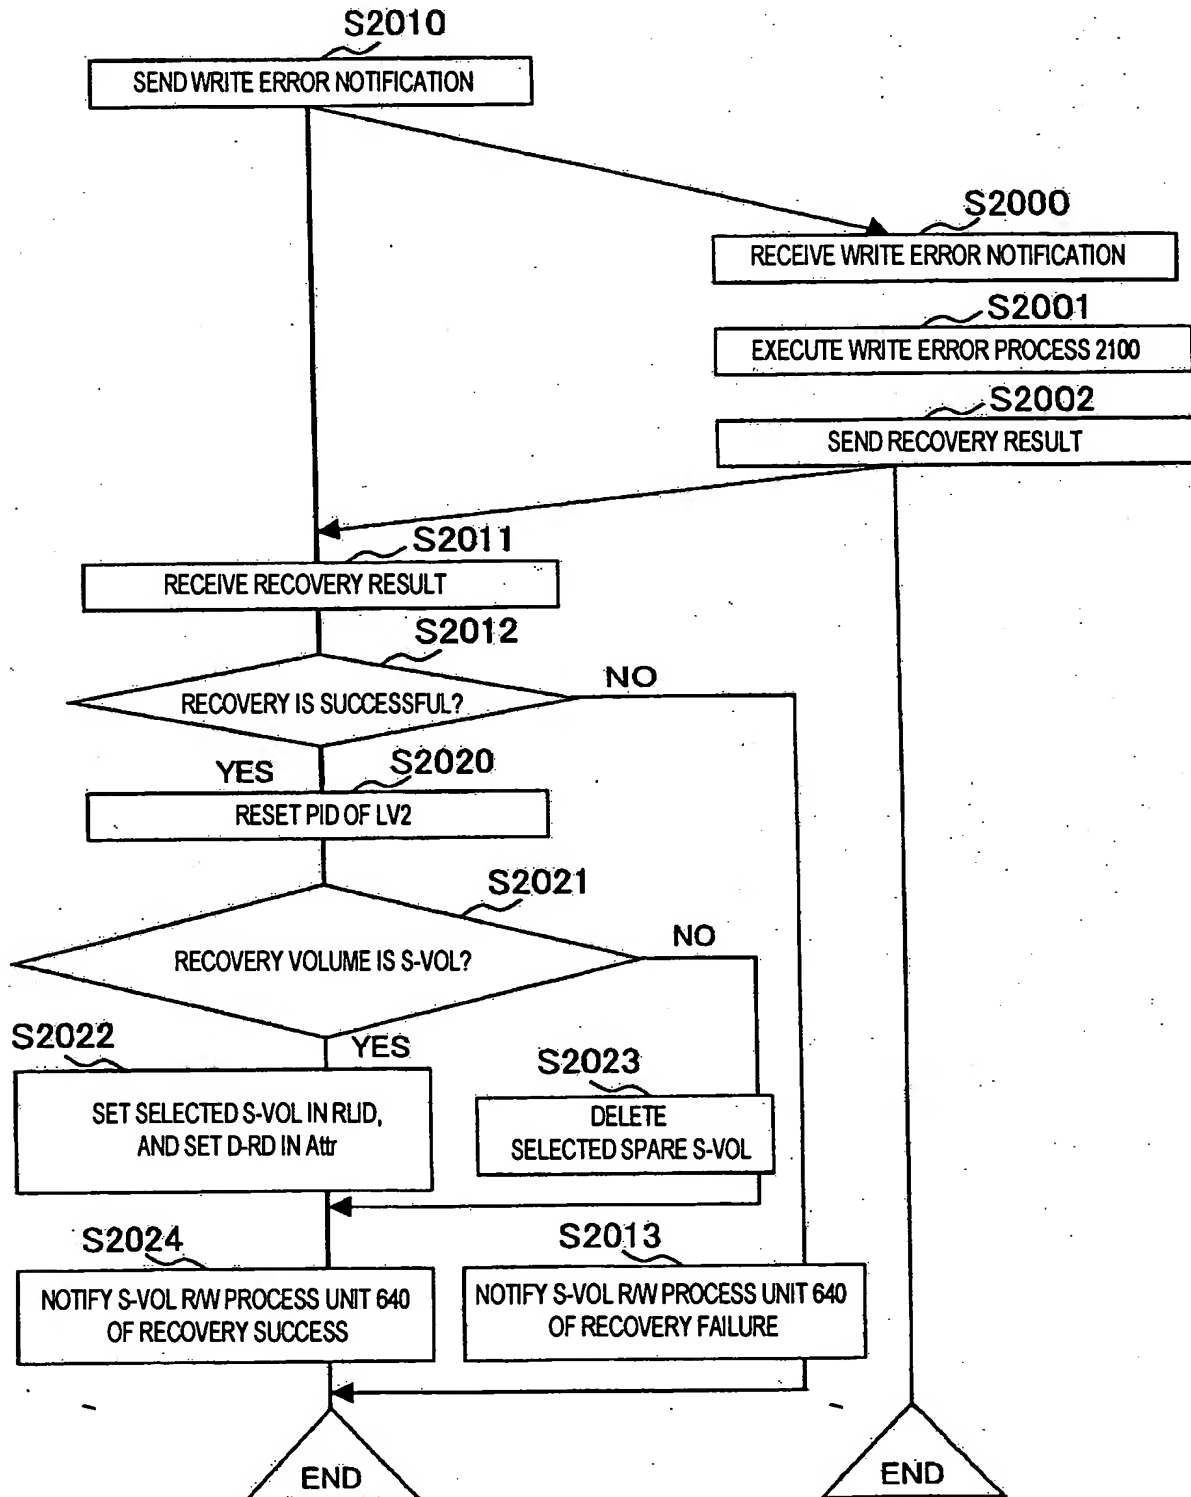 S2010
SEND WRITE ERROR NOTIFICATION
S2000
RECEIVE WRITE ERROR NOTIFICATION
S2001
EXECUTE WRITE ERROR PROCESS 2100
S2002
SEND RECOVERY RESULT
S2011
RECEIVE RECOVERY RESULT
S2012
RECOVERY IS SUCCESSFUL?
NO
YES
S2020
RESET PID OF LV2
S2021
RECOVERY VOLUME IS S-VOL?
NO
YES
S2022
SET SELECTED S-VOL IN RLID,
AND SET D-RD IN Attr
S2023
DELETE
SELECTED SPARE S-VOL
S2024
NOTIFY S-VOL R/W PROCESS UNIT 640
OF RECOVERY SUCCESS
S2013
NOTIFY S-VOL R/W PROCESS UNIT 640
OF RECOVERY FAILURE
END
END